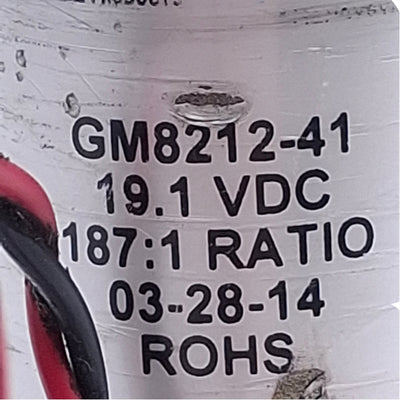 GM8212-41
19.1 VDC
187:1 RATIO
03-28-14
ROHS